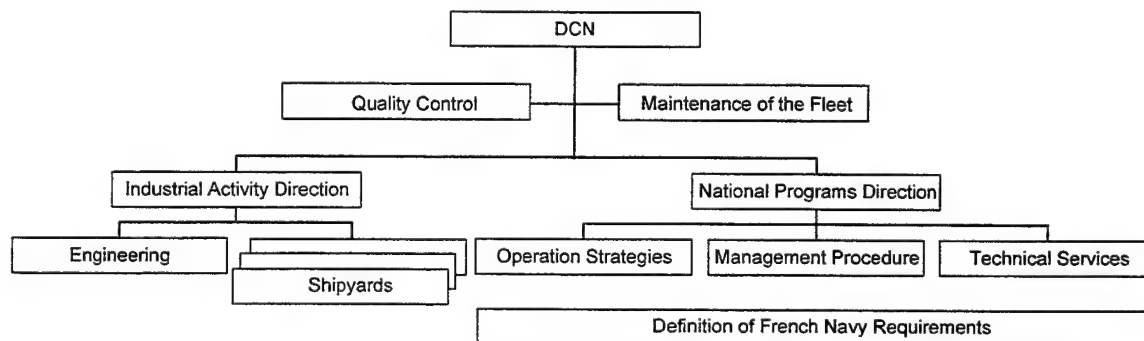 DCN
Quality Control
Maintenance of the Fleet
Industrial Activity Direction
National Programs Direction
Engineering
Shipyards
Operation Strategies
Management Procedure
Technical Services
Definition of French Navy Requirements